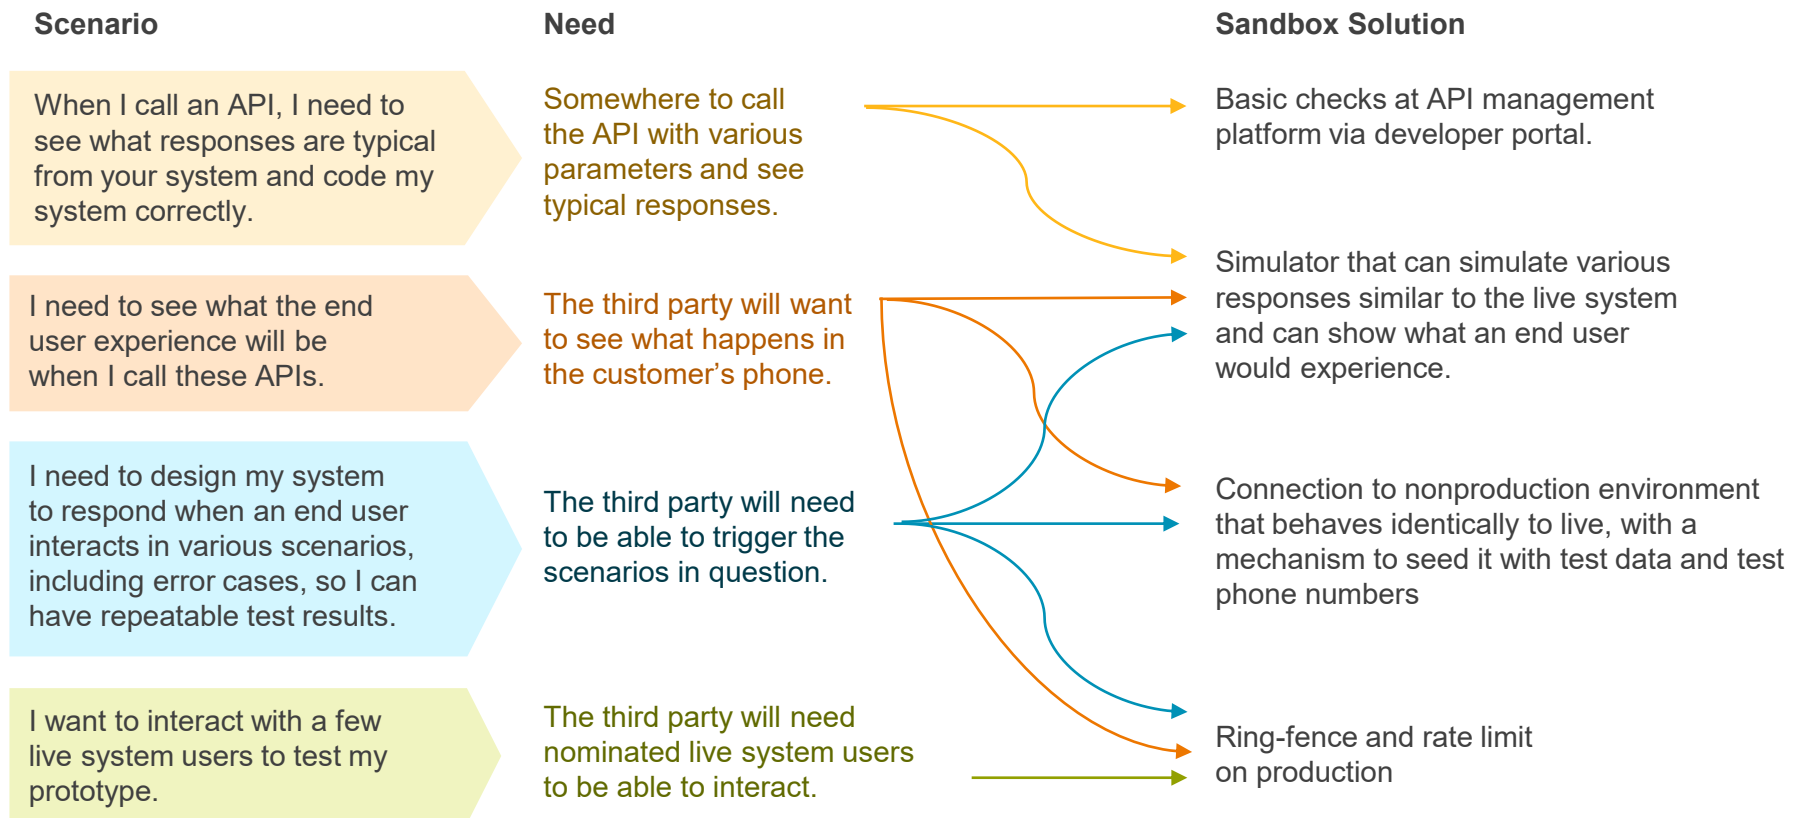 Scenario
Need
Sandbox Solution
When I call an API, I need to
see what responses are typical
from your system and code my
system correctly.
Somewhere to call
the API with various
parameters and see
typical responses.
Basic checks at API management
platform via developer portal.
I need to see what the end
user experience will be
when I call these APIs.
The third party will want
to see what happens in
the customer’s phone.
Simulator that can simulate various
responses similar to the live system
and can show what an end user
would experience.
I need to design my system
to respond when an end user
interacts in various scenarios,
including error cases, so I can
have repeatable test results.
The third party will need
to be able to trigger the
scenarios in question.
Connection to nonproduction environment
that behaves identically to live, with a
mechanism to seed it with test data and test
phone numbers
I want to interact with a few
live system users to test my
prototype.
The third party will need
nominated live system users
to be able to interact.
Ring-fence and rate limit
on production